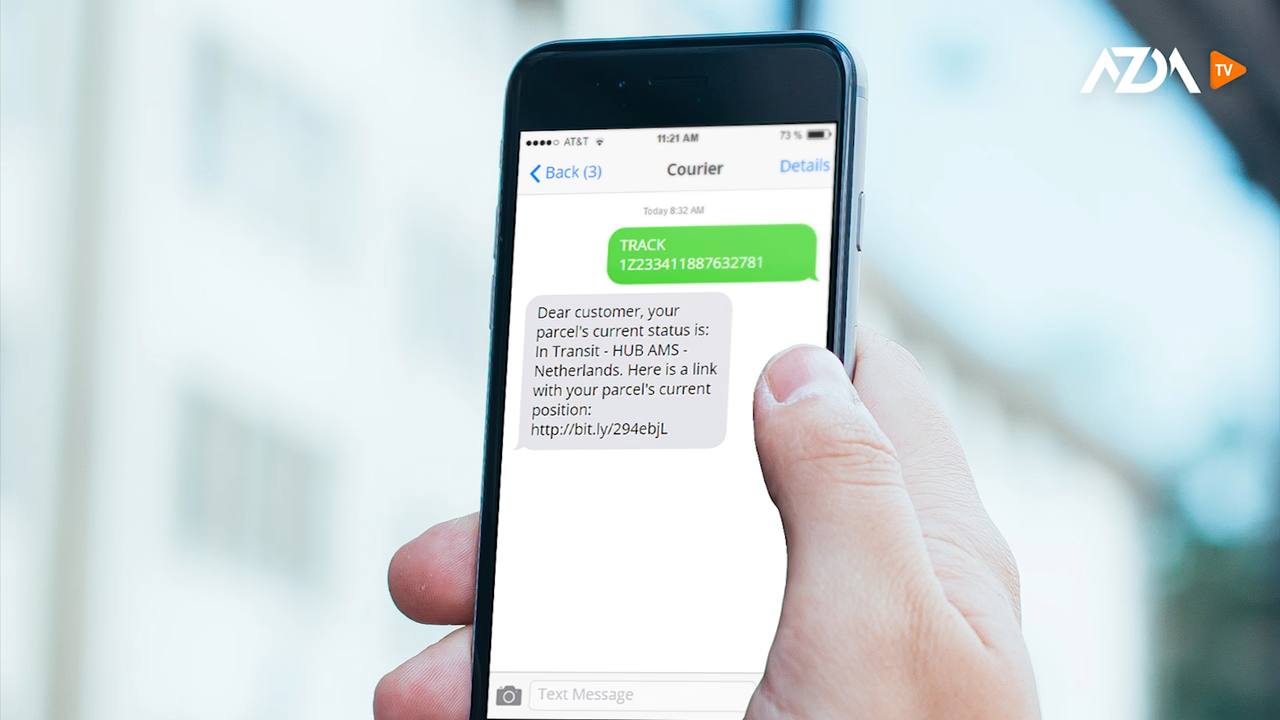 AZDA TV
AT&T
11:21 AM
73 %
Back (3)
Courier
Details
Today 8:32 AM
TRACK
1Z233411887632781
Dear customer, your
parcel's current status is:
In Transit - HUB AMS -
Netherlands. Here is a link
with your parcel's current
position:
http://bit.ly/294ebjL
Text Message